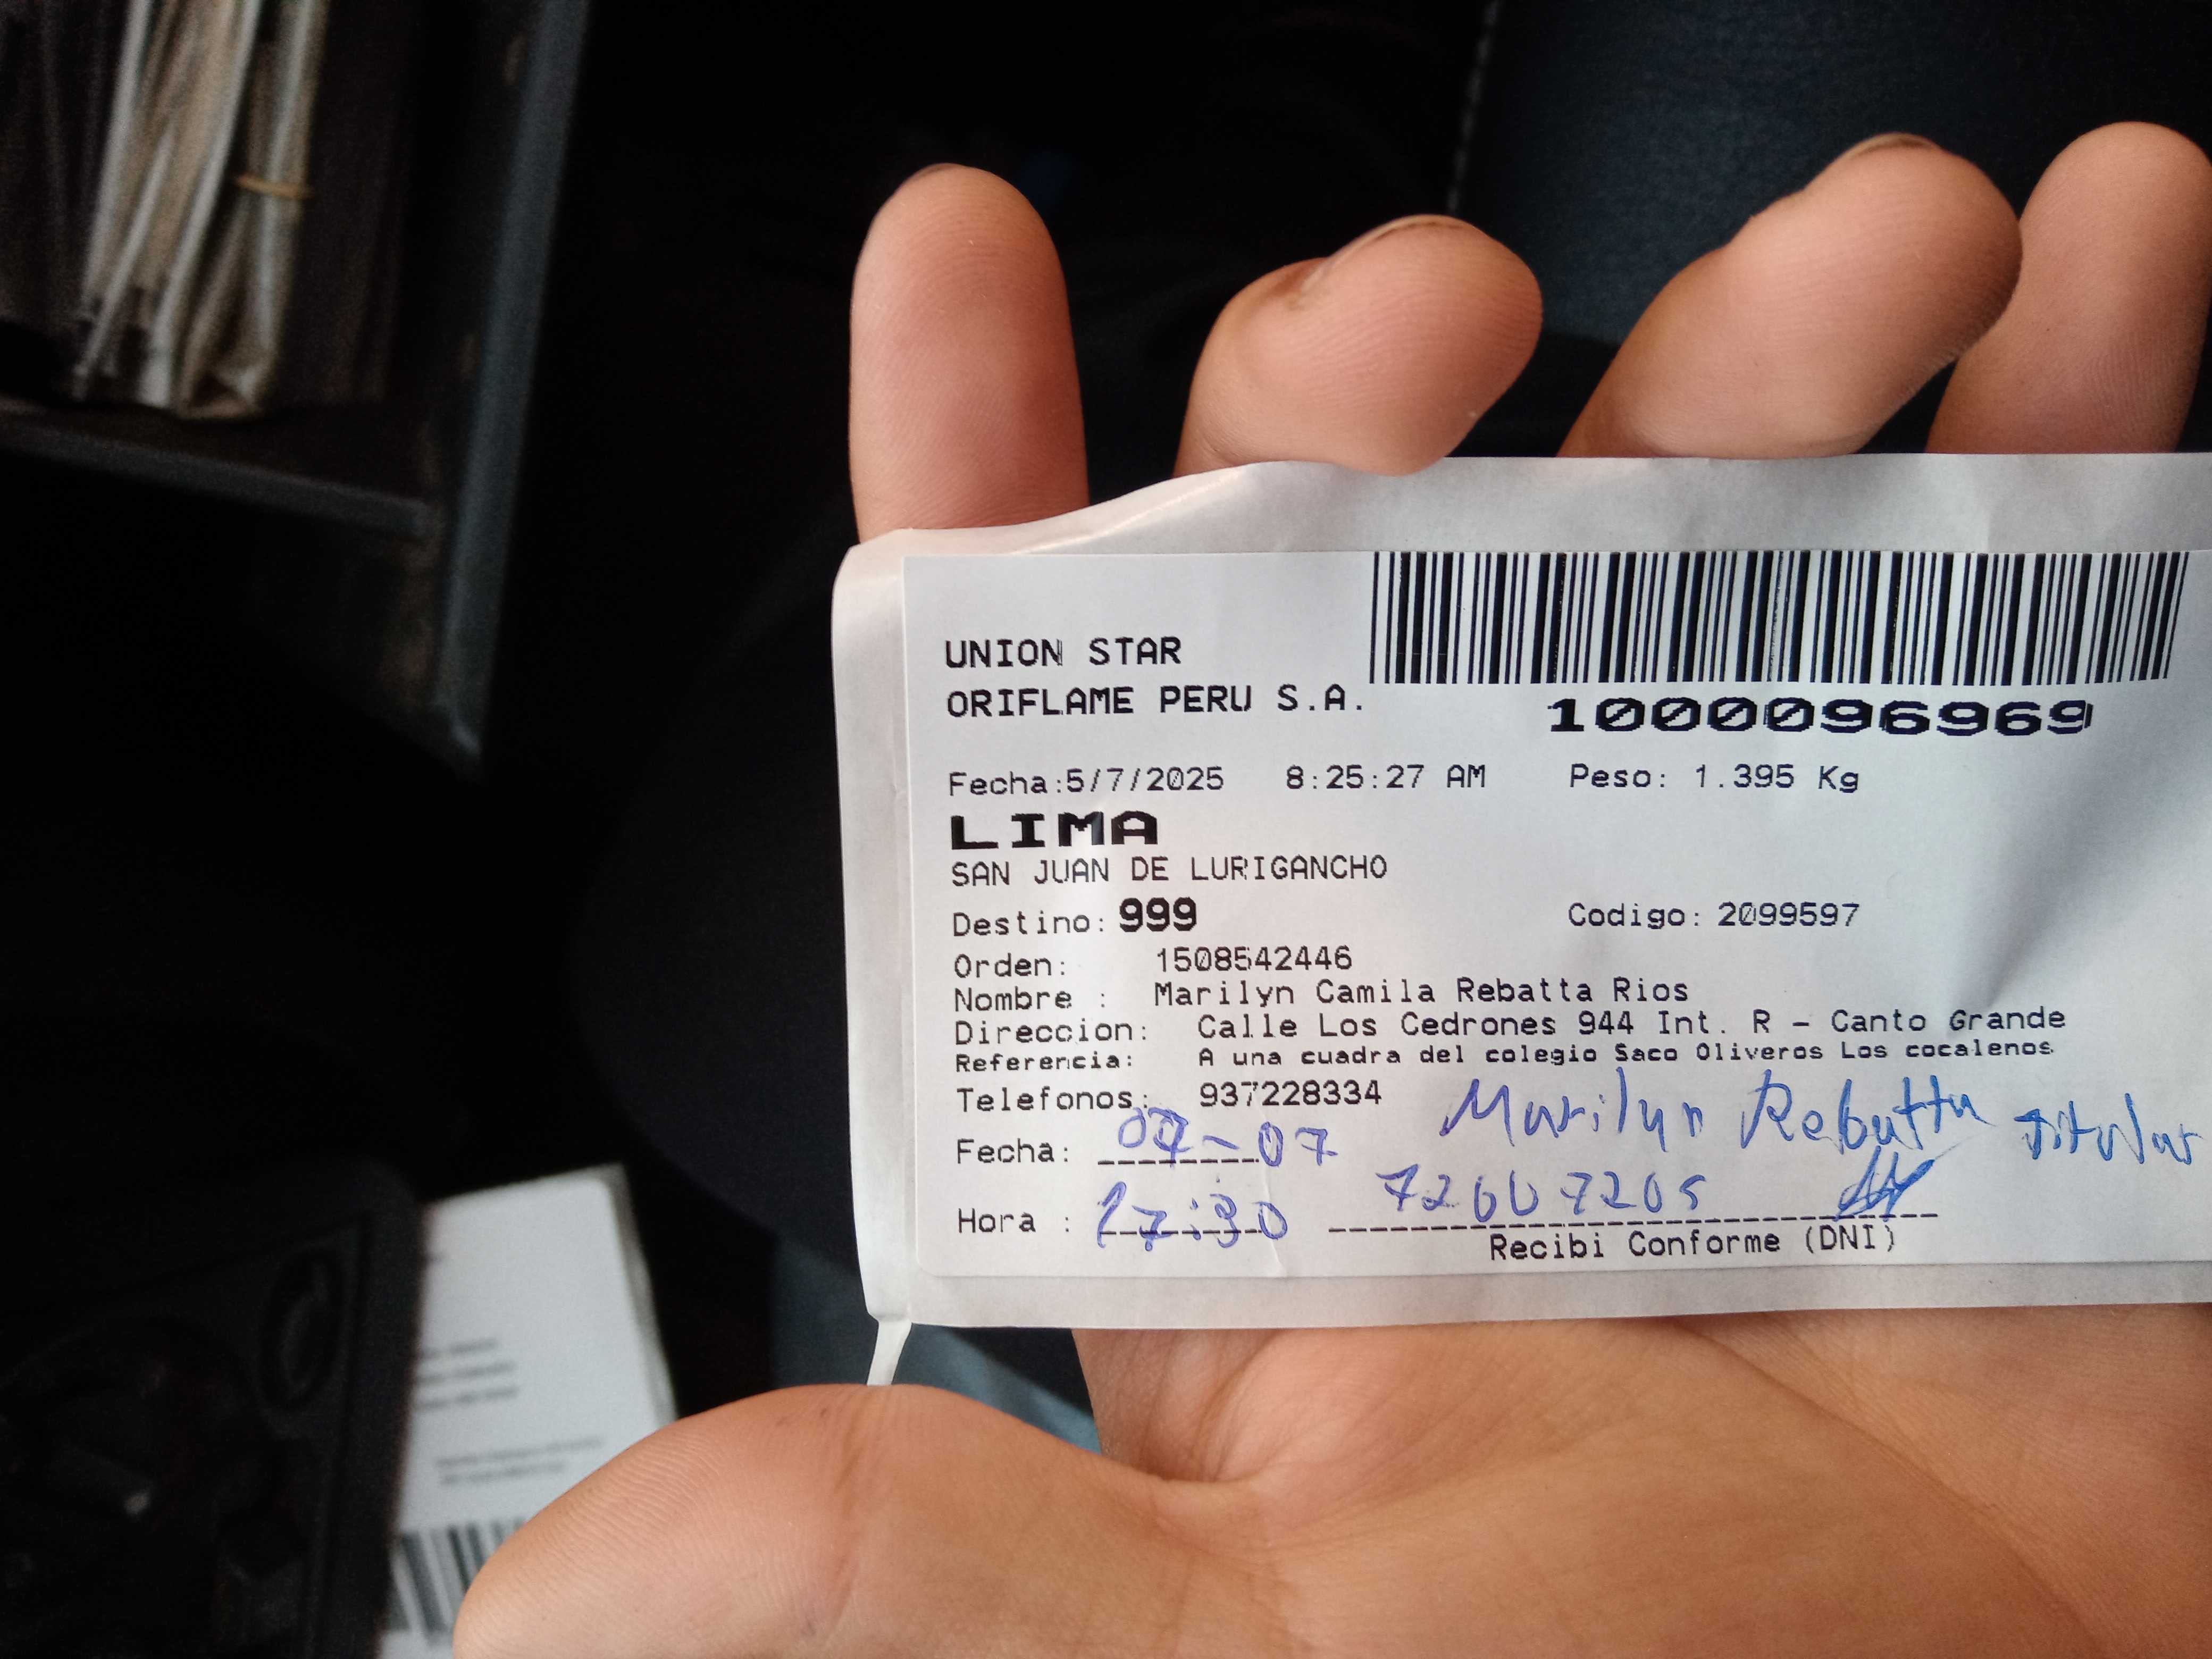 UNION STAR
ORIFLAME PERU S.A.
1000096969
Fecha:5/7/2025 8:25:27 AM Peso: 1.395 Kg
LIMA
SAN JUAN DE LURIGANCHO
Destino: 999 Codigo: 2099597
Orden: 1508542446
Nombre : Marilyn Camila Rebatta Rios
Direccion: Calle Los Cedrones 944 Int. R - Canto Grande
Referencia: A una cuadra del colegio Saco Oliveros Los cocalenos
Telefonos: 937228334
Marilyn Rebatta titular
Fecha: 07-07
Hora : 17:30
Recibi Conforme (DNI)